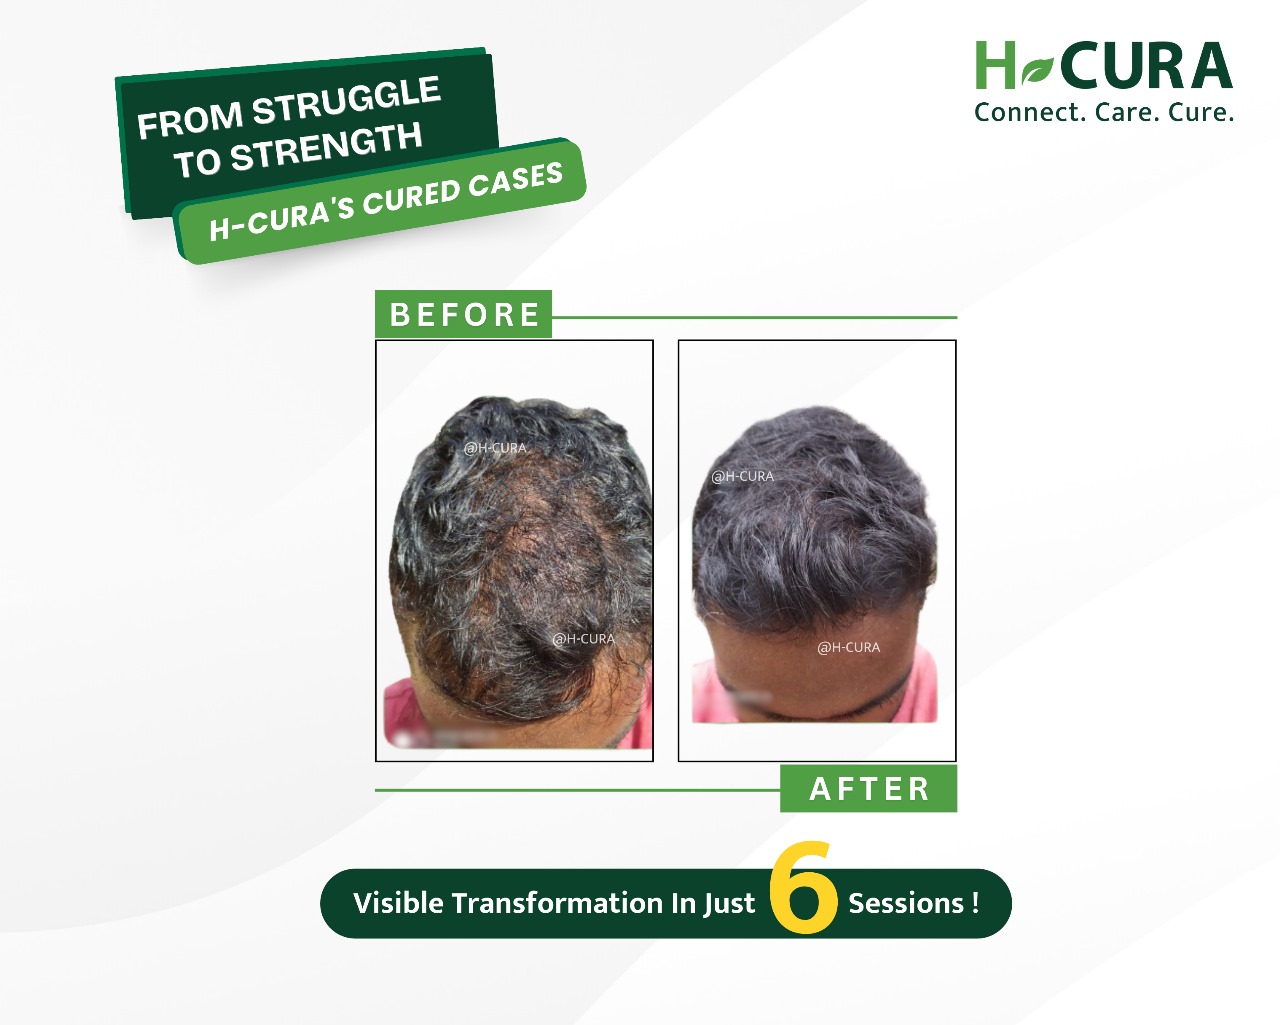 FROM STRUGGLE
TO STRENGTH
H-CURA'S CURED CASES
H CURA
Connect. Care. Cure.
BEFORE
@H-CURA
@H-CURA
@H-CURA
@H-CURA
AFTER
Visible Transformation In Just 6 Sessions !